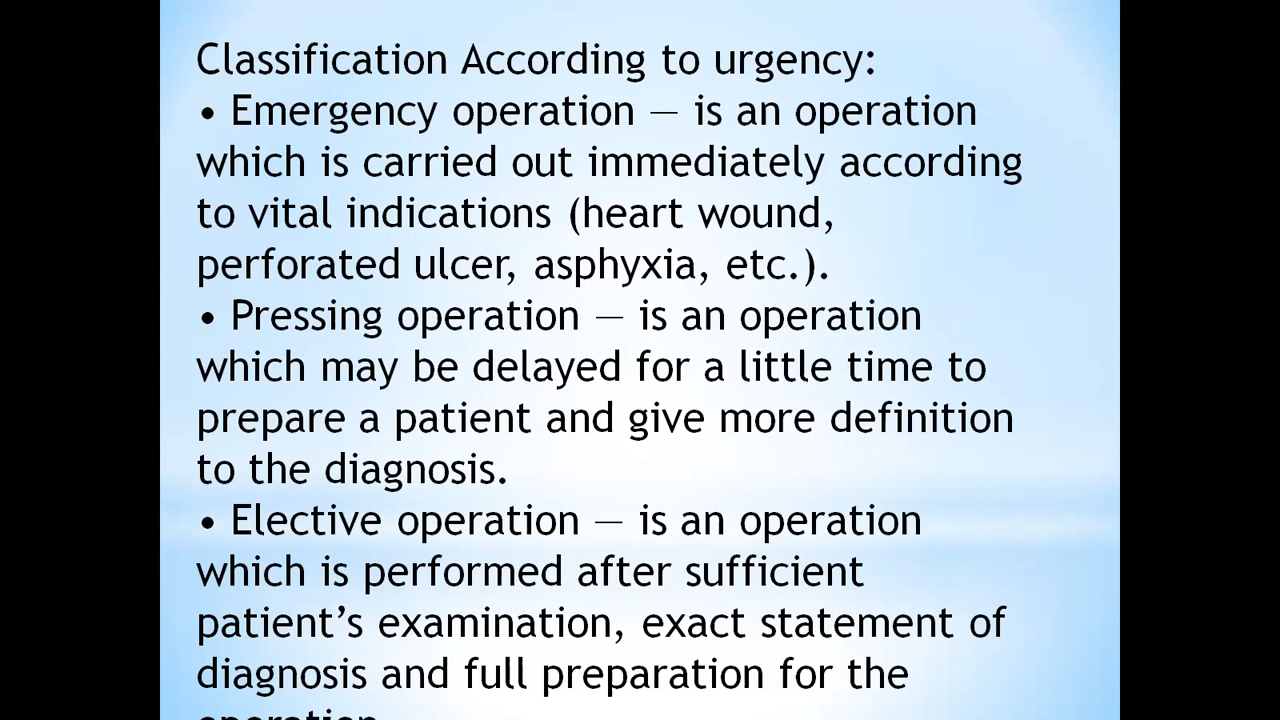 Classification According to urgency:
• Emergency operation — is an operation
which is carried out immediately according
to vital indications (heart wound,
perforated ulcer, asphyxia, etc.).
• Pressing operation — is an operation
which may be delayed for a little time to
prepare a patient and give more definition
to the diagnosis.
• Elective operation — is an operation
which is performed after sufficient
patient’s examination, exact statement of
diagnosis and full preparation for the
operation